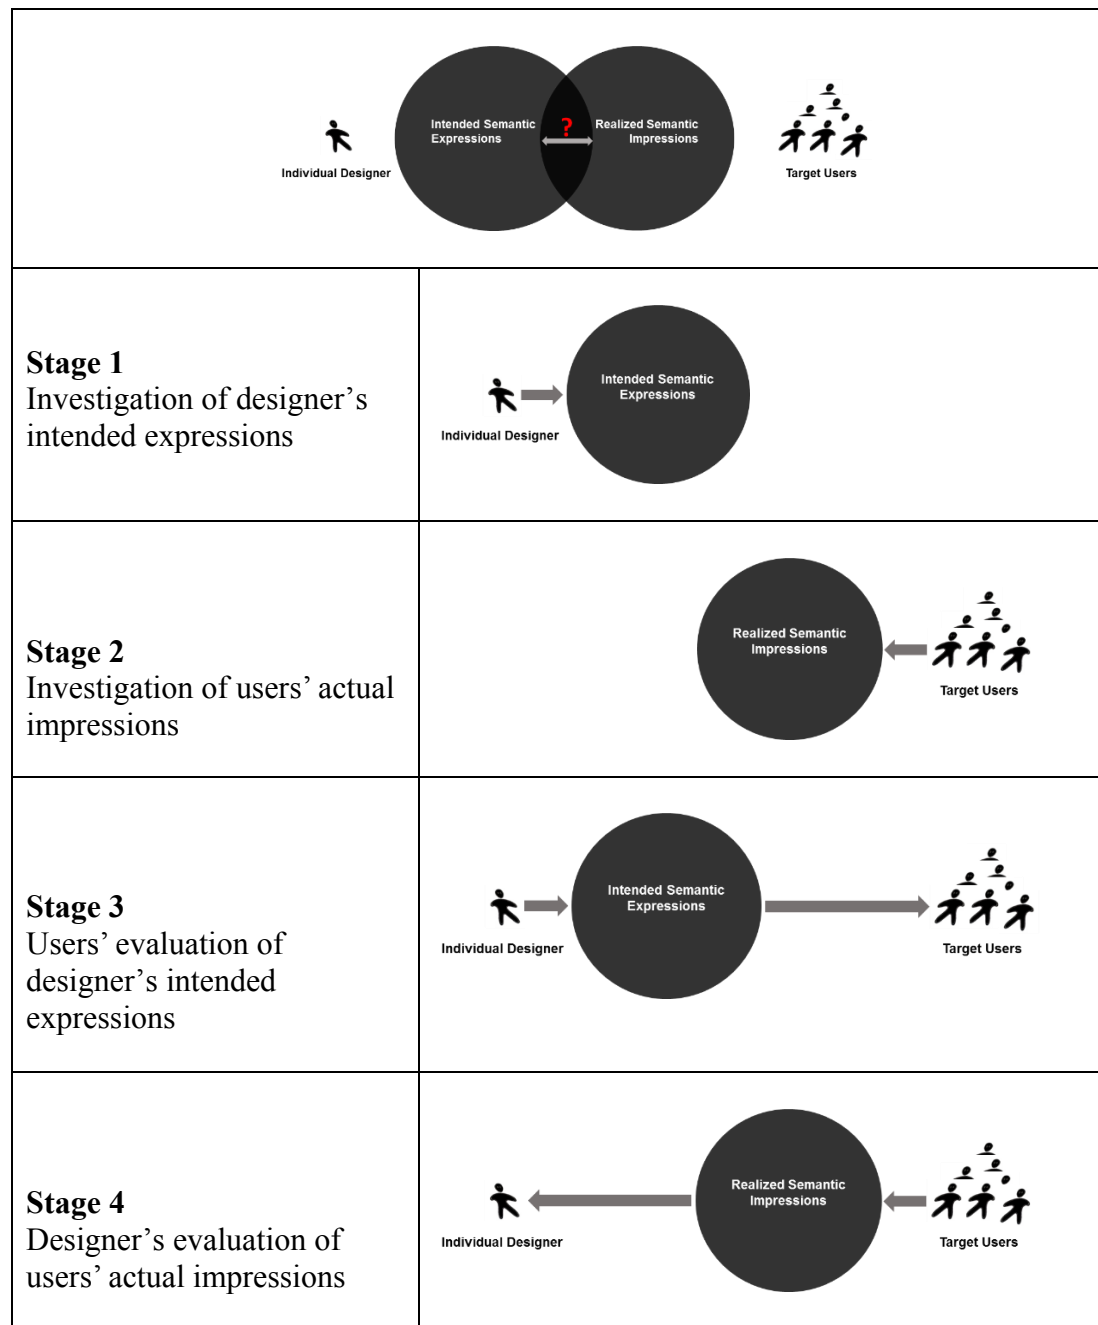 Intended Semantic
Expressions
?
Realized Semantic
Impressions
Individual Designer
Target Users
Stage 1
Investigation of designer’s
intended expressions
Intended Semantic
Expressions
Individual Designer
Stage 2
Investigation of users’ actual
impressions
Realized Semantic
Impressions
Target Users
Stage 3
Users’ evaluation of
designer’s intended
expressions
Intended Semantic
Expressions
Individual Designer
Target Users
Stage 4
Designer’s evaluation of
users’ actual impressions
Realized Semantic
Impressions
Individual Designer
Target Users